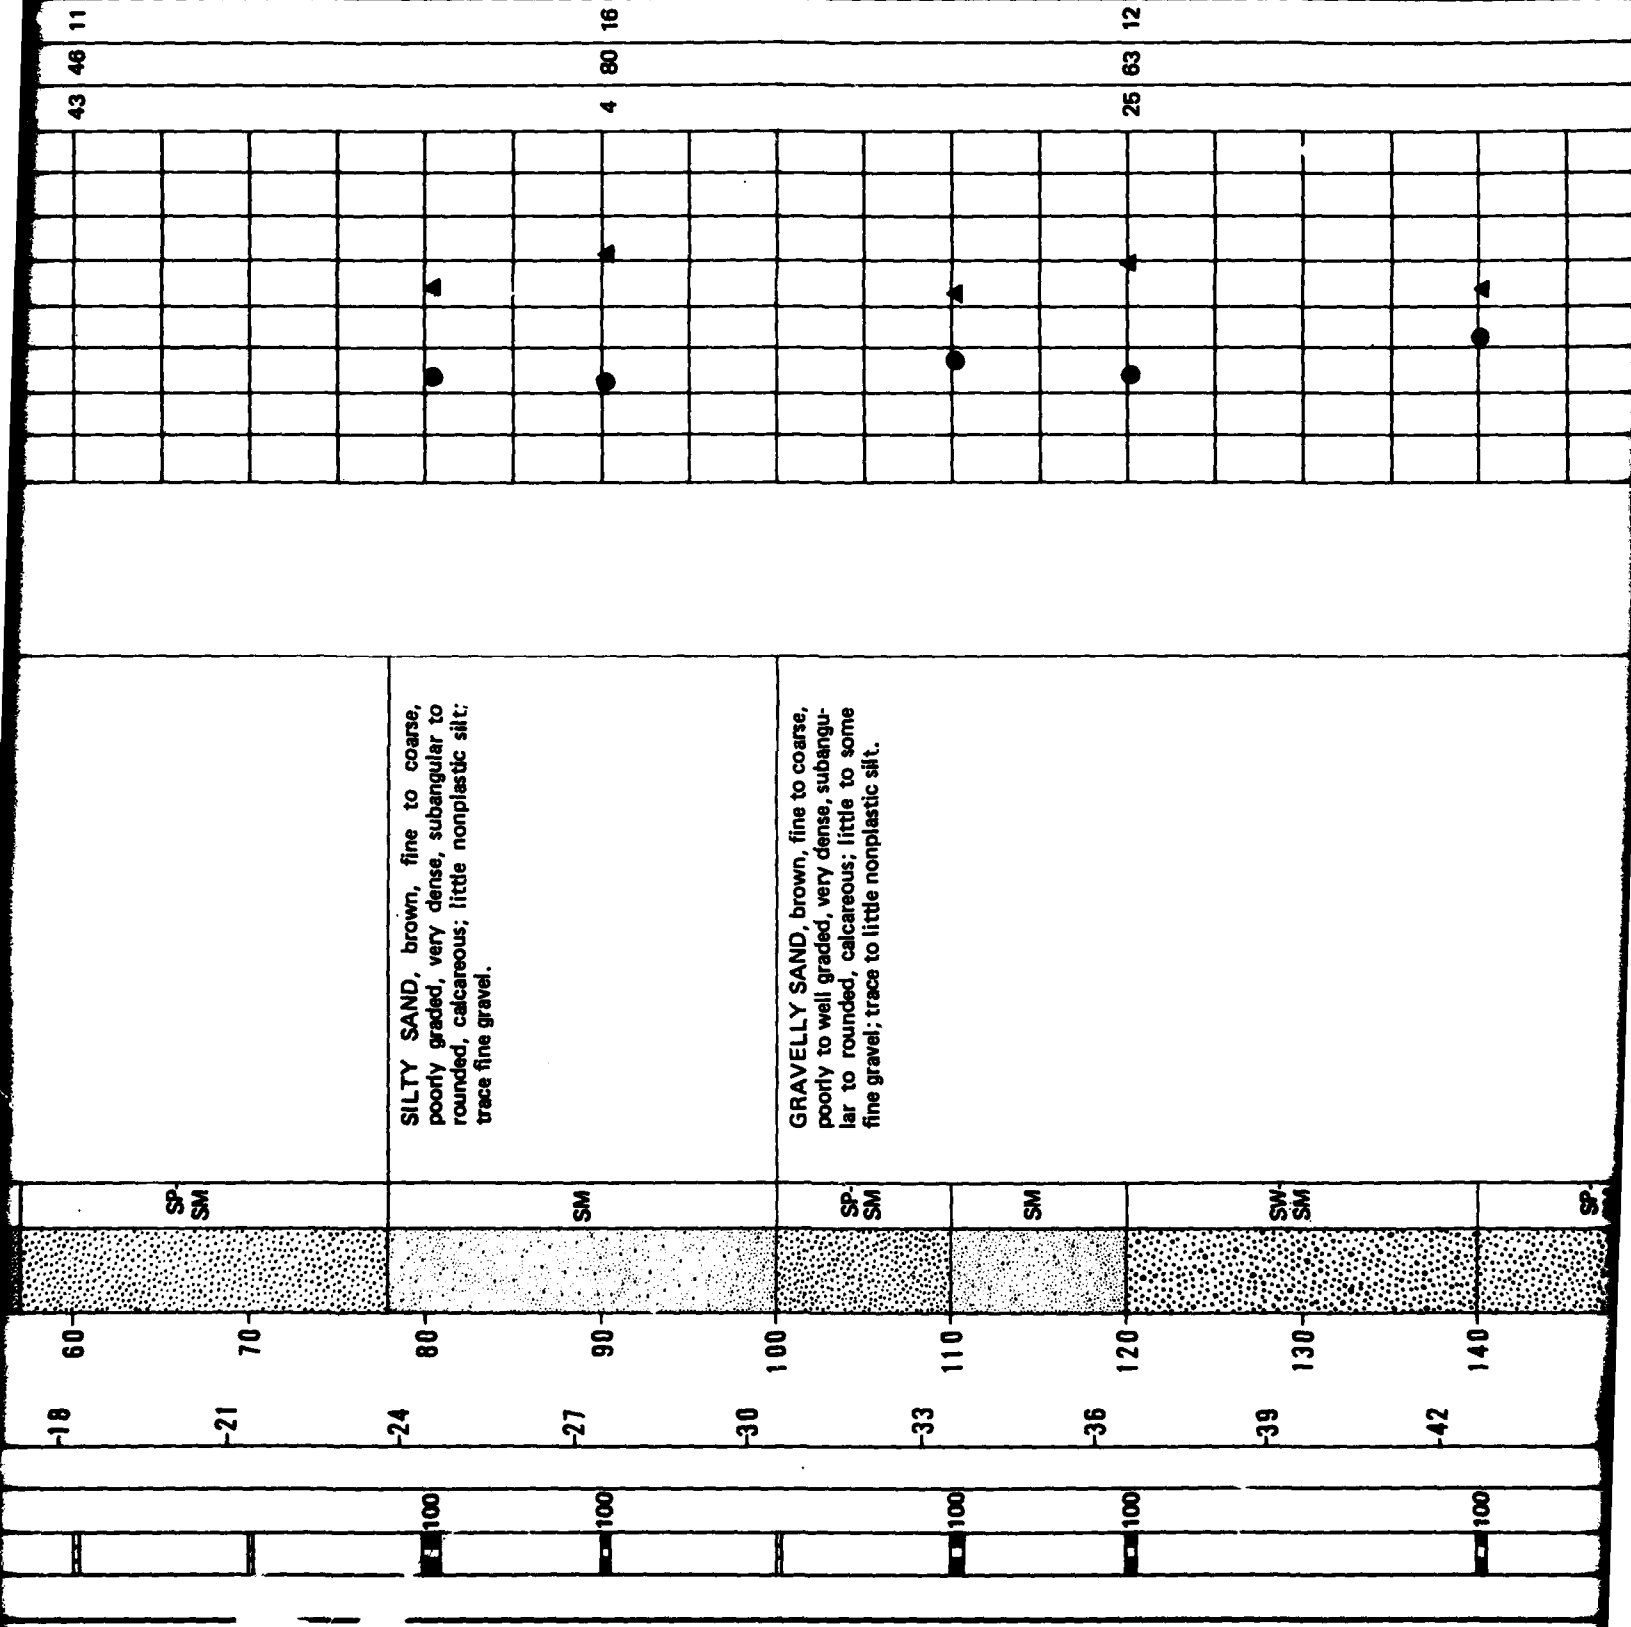 11
46
43
16
80
4
12
63
25
SILTY SAND, brown, fine to coarse,
poorly graded, very dense, subangular to
rounded, calcareous; little nonplastic silt;
trace fine gravel.
GRAVELLY SAND, brown, fine to coarse,
poorly to well graded, very dense, subangu-
lar to rounded, calcareous; little to some
fine gravel; trace to little nonplastic silt.
SP-
SM
SM
SP-
SM
SM
SW-
SM
SP-
60
70
80
90
100
110
120
130
140
18
21
24
27
30
33
36
39
42
100
100
100
100
100